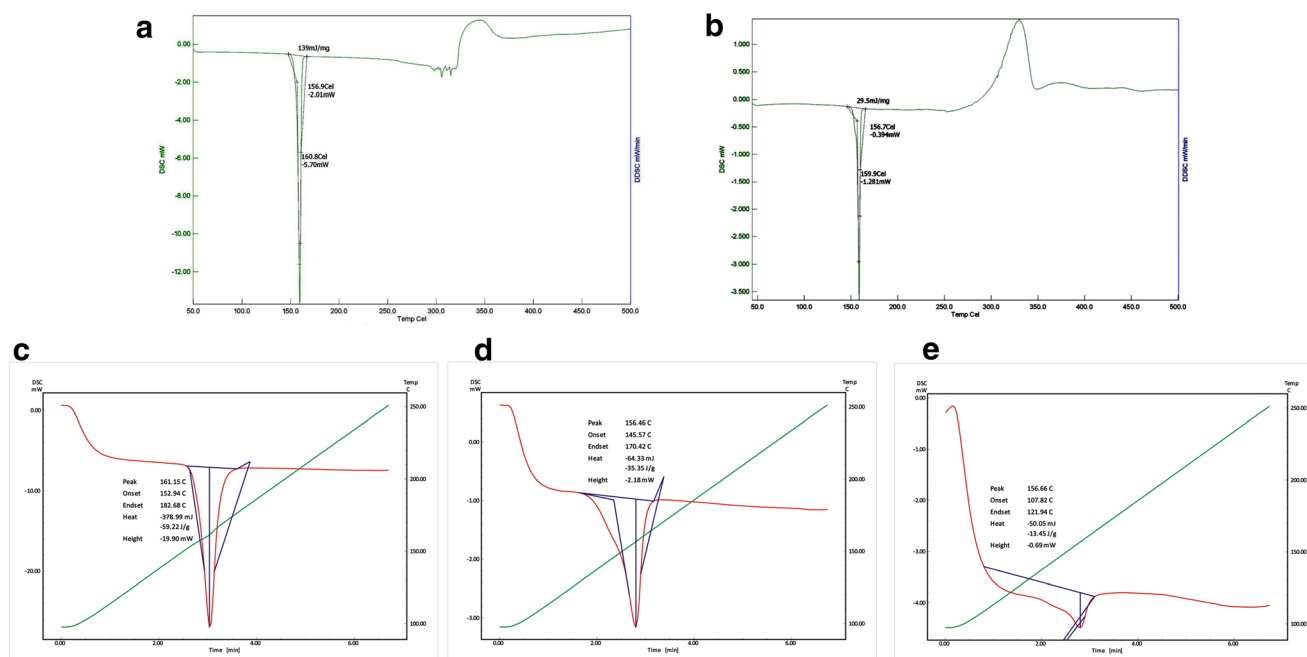 a
139mJ/mg
156.9Cel
-2.01mW
160.8Cel
-5.70mW
0.00
-2.00
-4.00
-6.00
-8.00
-10.00
-12.00
DSC mW
DDSC mW/min
50.0 100.0 150.0 200.0 250.0 300.0 350.0 400.0 450.0 500.0
Temp Cel
b
29.5mJ/mg
156.7Cel
-0.394mW
159.9Cel
-1.281mW
1.000
0.500
0.000
-0.500
-1.000
-1.500
-2.000
-2.500
-3.000
-3.500
DSC mW
DDSC mW/min
50.0 100.0 150.0 200.0 250.0 300.0 350.0 400.0 450.0 500.0
Temp Cel
c
DSC
mW
Temp
C
0.00
-10.00
-20.00
250.00
200.00
150.00
100.00
Peak 161.15 C
Onset 152.94 C
Endset 182.68 C
Heat -378.99 mJ
-59.22 J/g
Height -19.90 mW
0.00 2.00 4.00 6.00
Time [min]
d
DSC
mW
Temp
C
0.00
-1.00
-2.00
-3.00
250.00
200.00
150.00
100.00
Peak 156.46 C
Onset 145.57 C
Endset 170.42 C
Heat -64.33 mJ
-35.35 J/g
Height -2.18 mW
0.00 2.00 4.00 6.00
Time [min]
e
DSC
mW
Temp
C
0.00
-1.00
-2.00
-3.00
-4.00
250.00
200.00
150.00
100.00
Peak 156.66 C
Onset 107.82 C
Endset 121.94 C
Heat -50.05 mJ
-13.45 J/g
Height -0.69 mW
0.00 2.00 4.00 6.00
Time [min]